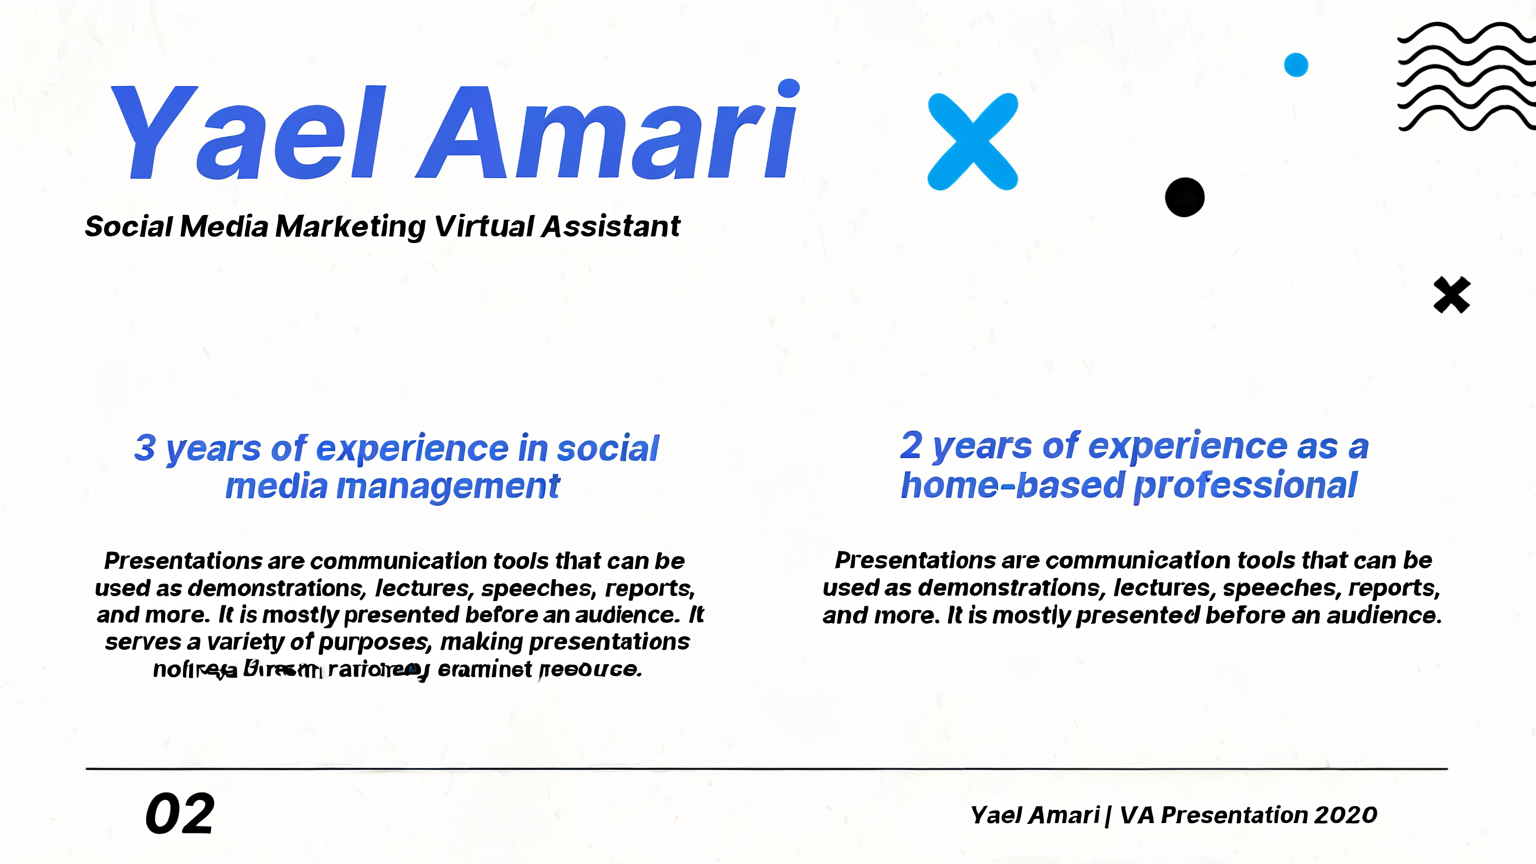 Yael Amari
Social Media Marketing Virtual Assistant
3 years of experience in social
media management
Presentations are communication tools that can be
used as demonstrations, lectures, speeches, reports,
and more. It is mostly presented before an audience. It
serves a variety of purposes, making presentations
2 years of experience as a
home-based professional
Presentations are communication tools that can be
used as demonstrations, lectures, speeches, reports,
and more. It is mostly presented before an audience.
02
Yael Amari | VA Presentation 2020